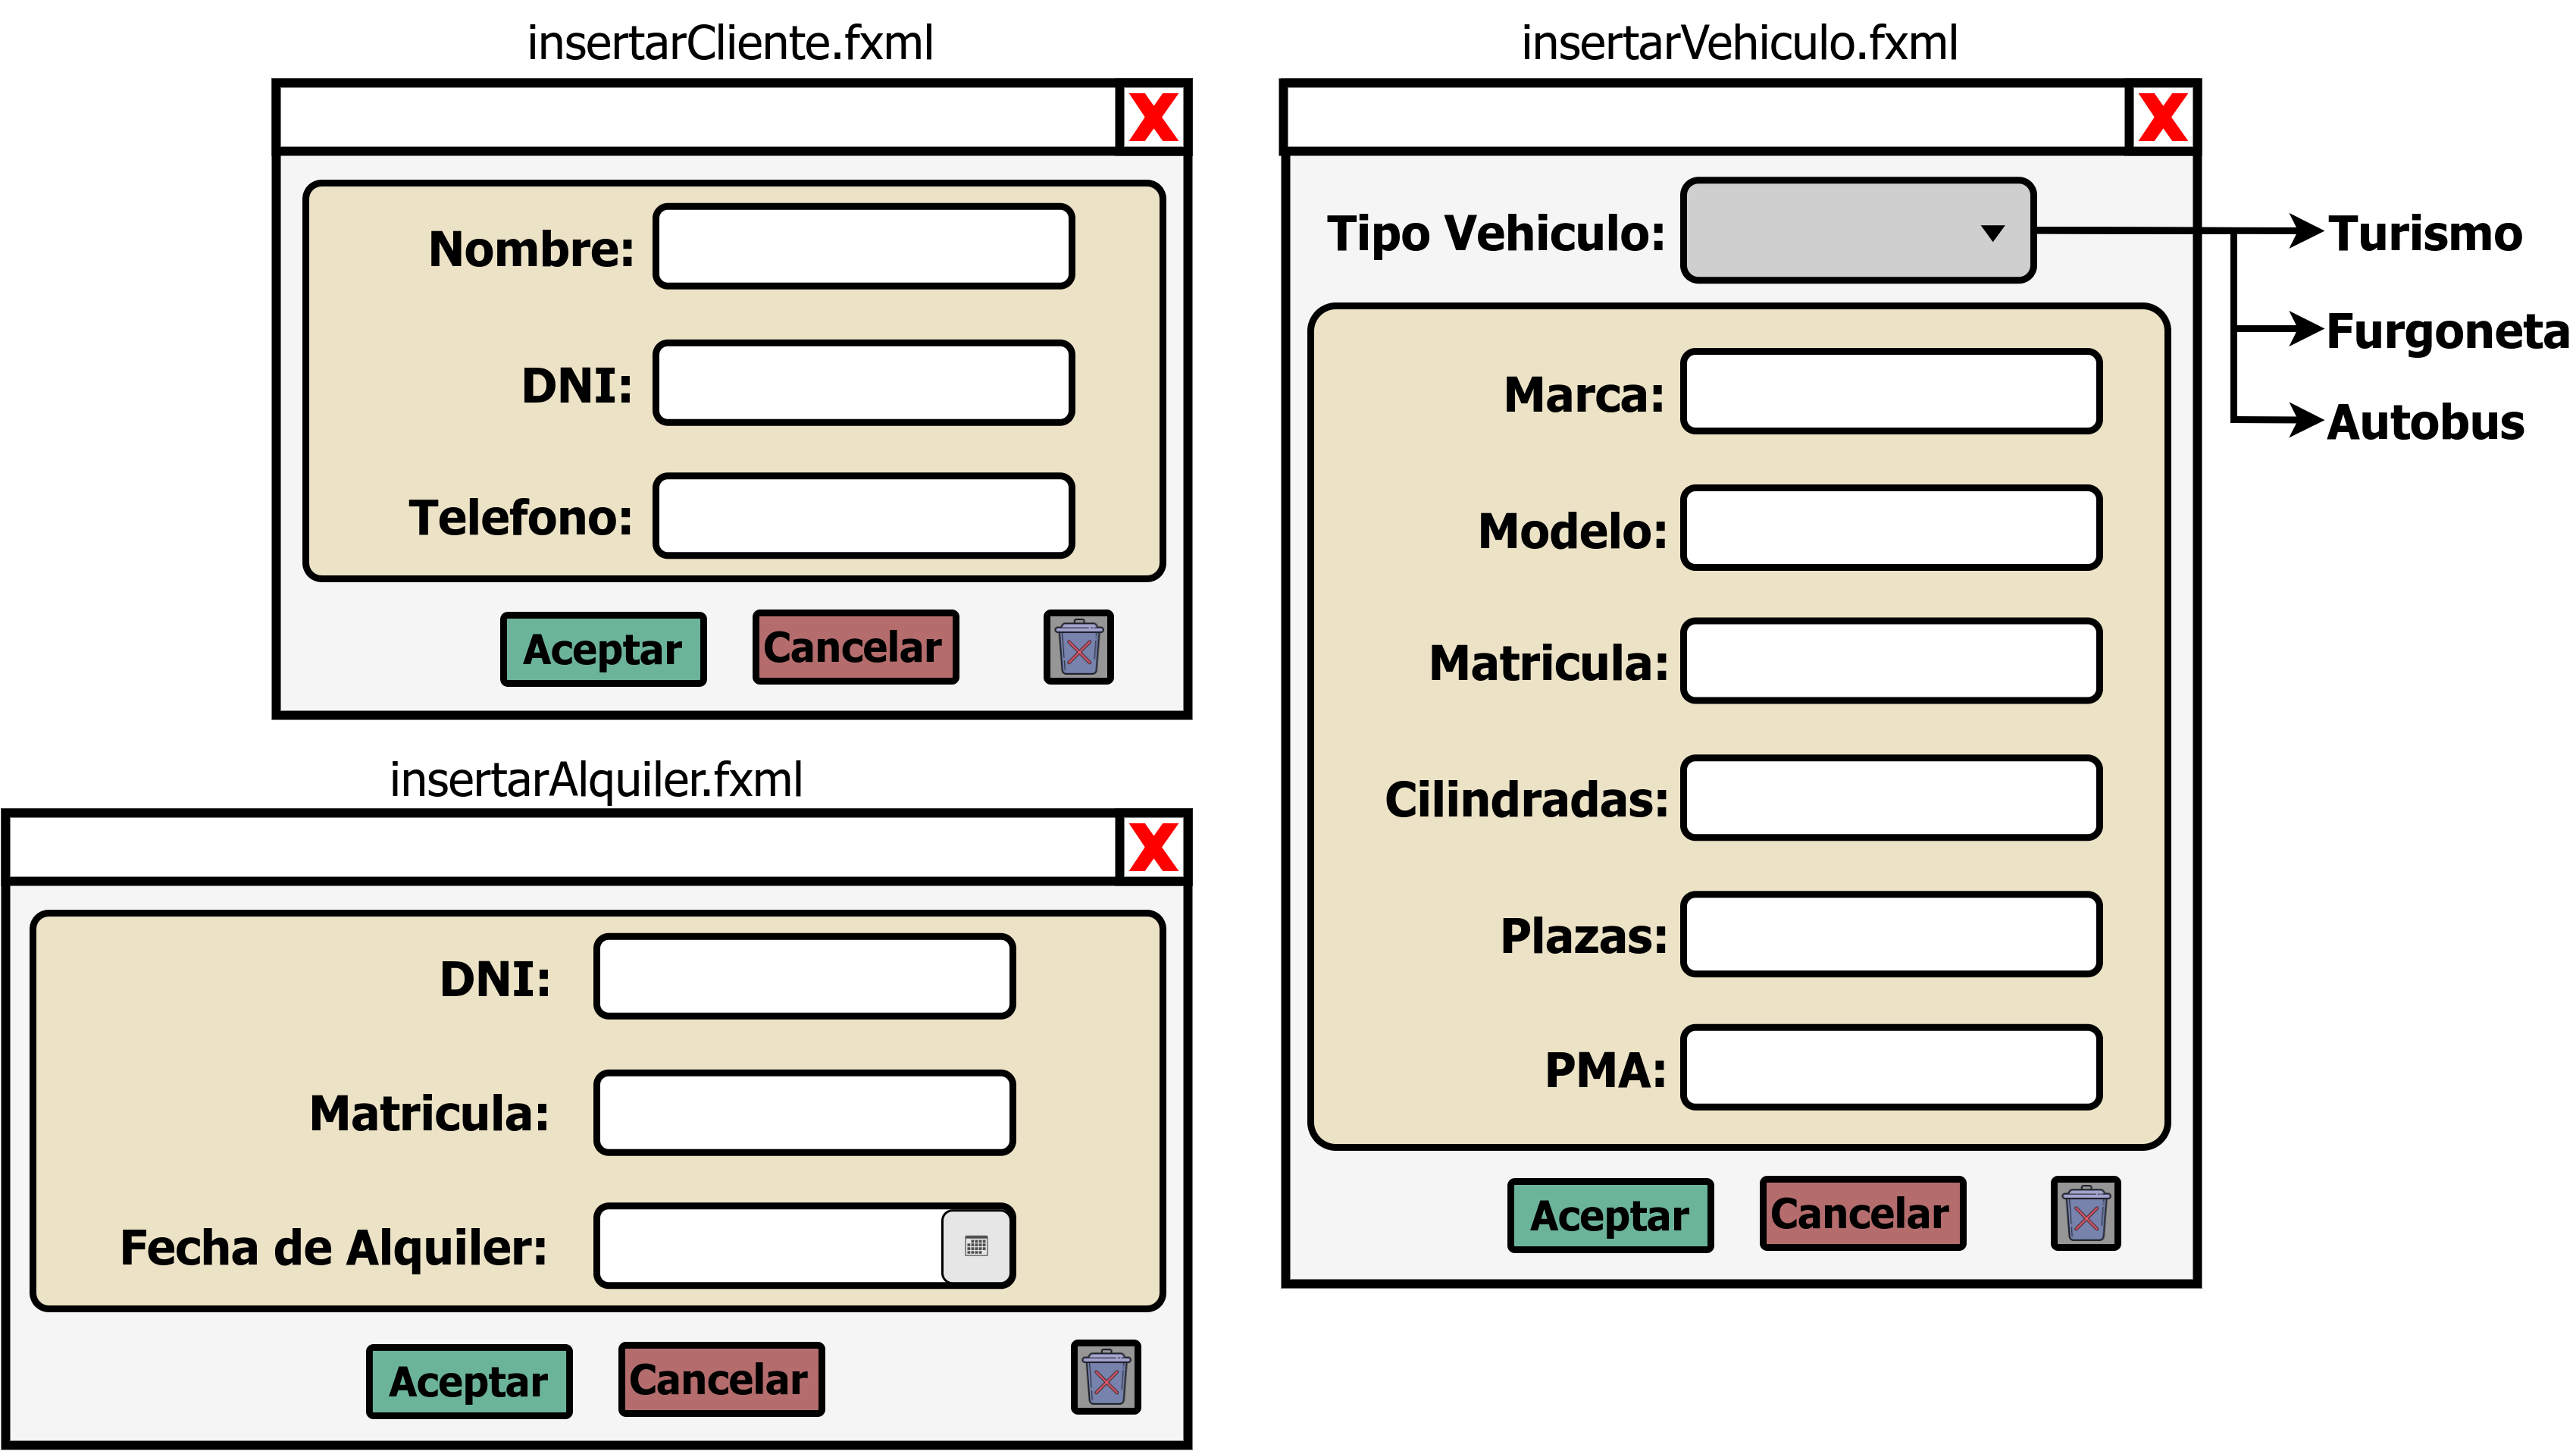 insertarCliente.fxml
X
Nombre:
DNI:
Telefono:
Aceptar
Cancelar
insertarVehiculo.fxml
X
Tipo Vehiculo:
Turismo
Furgoneta
Autobus
Marca:
Modelo:
Matricula:
Cilindradas:
Plazas:
PMA:
Aceptar
Cancelar
insertarAlquiler.fxml
X
DNI:
Matricula:
Fecha de Alquiler:
Aceptar
Cancelar